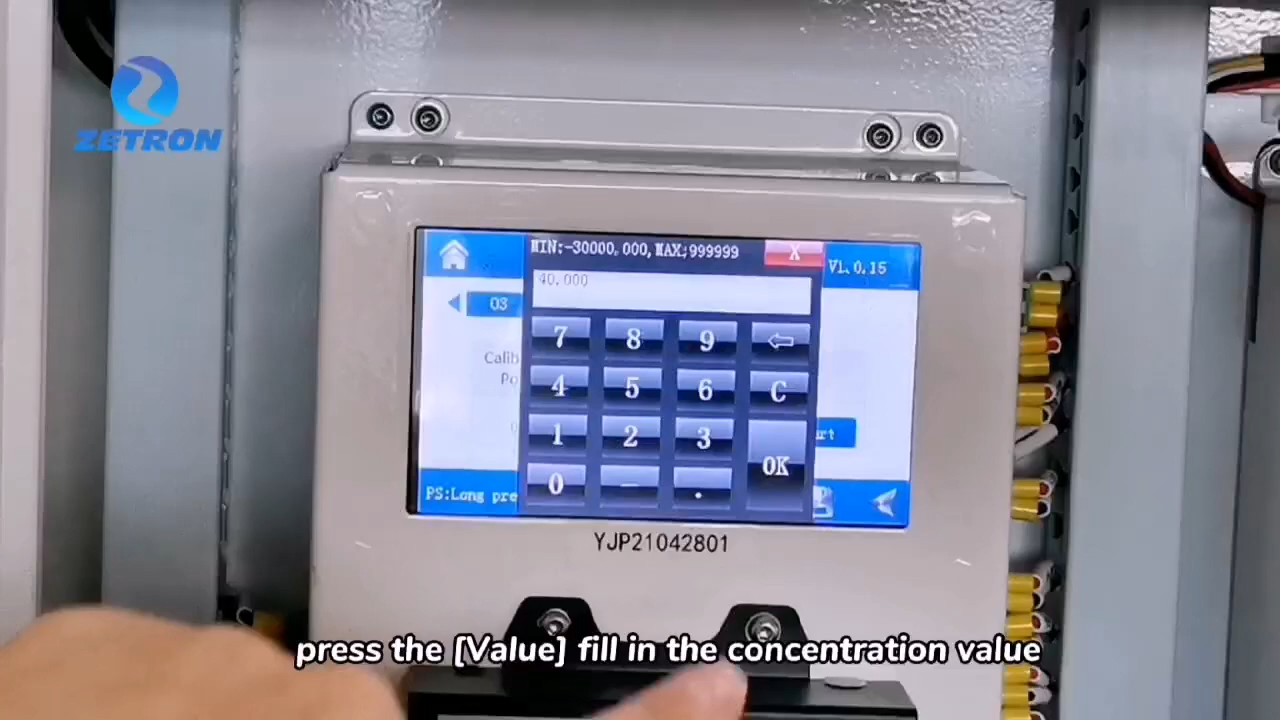 ZETRON
MIN:-30000.000,MAX:999999
X
V1.0.15
40.000
03
7 8 9
4 5 6 C
1 2 3
0 - . OK
Calib
Po
rt
PS:Long pre
YJP21042801
press the [Value] fill in the concentration value